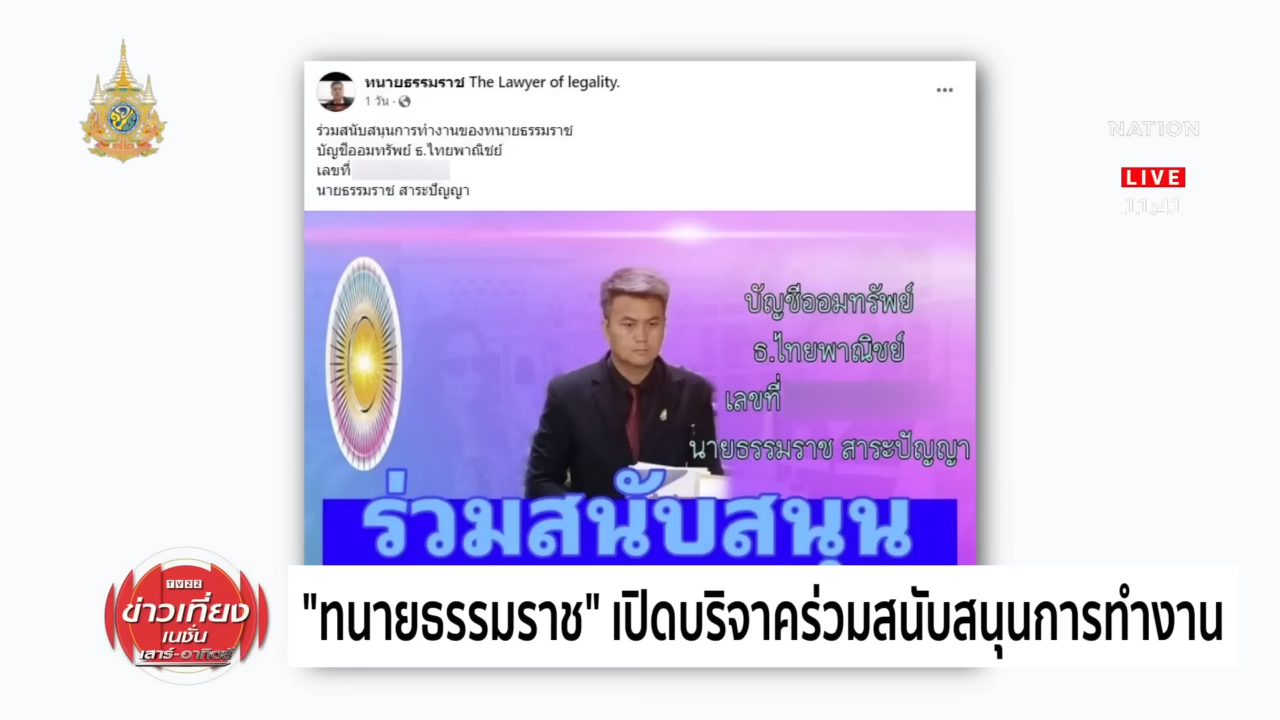 ทนายธรรมราช The Lawyer of legality.
1 วัน
ร่วมสนับสนุนการทำงานของทนายธรรมราช
บัญชีออมทรัพย์ ธ.ไทยพาณิชย์
เลขที่
นายธรรมราช สาระปัญญา
บัญชีออมทรัพย์
ธ.ไทยพาณิชย์
เลขที่
นายธรรมราช สาระปัญญา
ร่วมสนับสนุน
NATION
LIVE
11:41
TV22
ข่าวเที่ยง
เนชั่น
เสาร์-อาทิตย์
"ทนายธรรมราช" เปิดบริจาคร่วมสนับสนุนการทำงาน